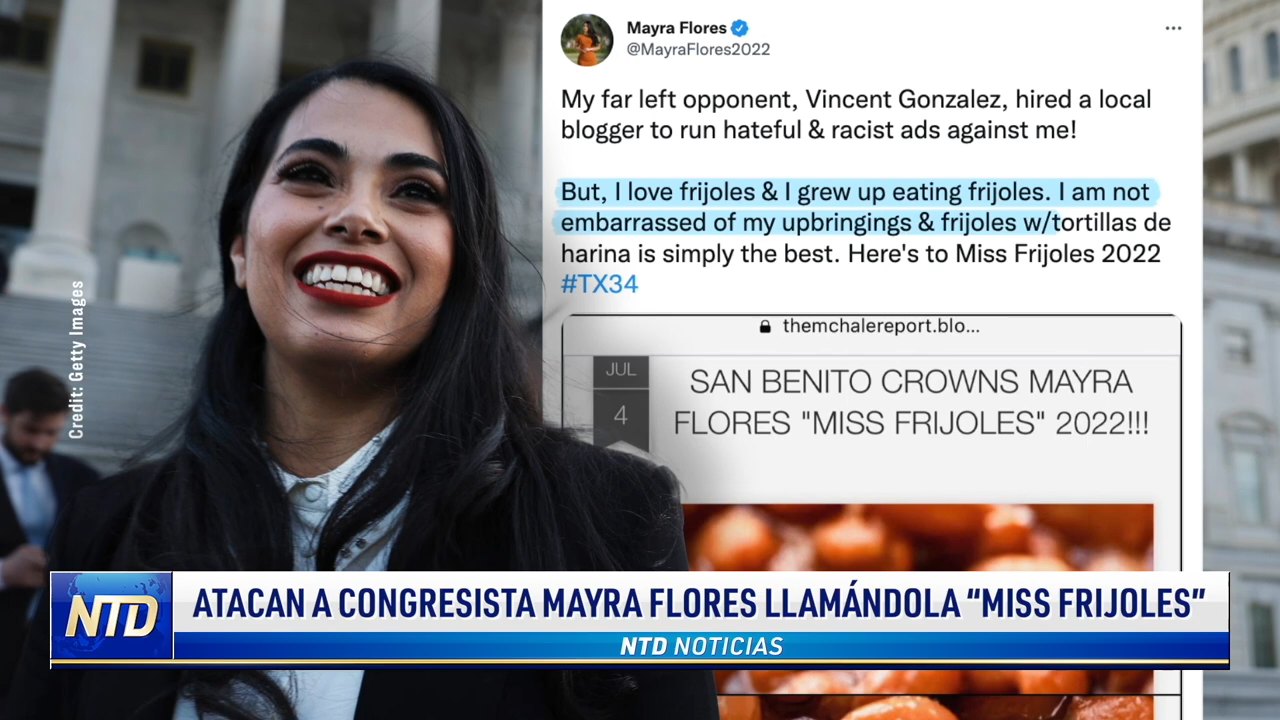 Mayra Flores
@MayraFlores2022
My far left opponent, Vincent Gonzalez, hired a local
blogger to run hateful & racist ads against me!
But, I love frijoles & I grew up eating frijoles. I am not
embarrassed of my upbringings & frijoles w/tortillas de
harina is simply the best. Here's to Miss Frijoles 2022
#TX34
themchalereport.blo...
JUL
4
SAN BENITO CROWNS MAYRA
FLORES "MISS FRIJOLES" 2022!!!
Credit: Getty Images
NTD
ATACAN A CONGRESISTA MAYRA FLORES LLAMÁNDOLA “MISS FRIJOLES”
NTD NOTICIAS